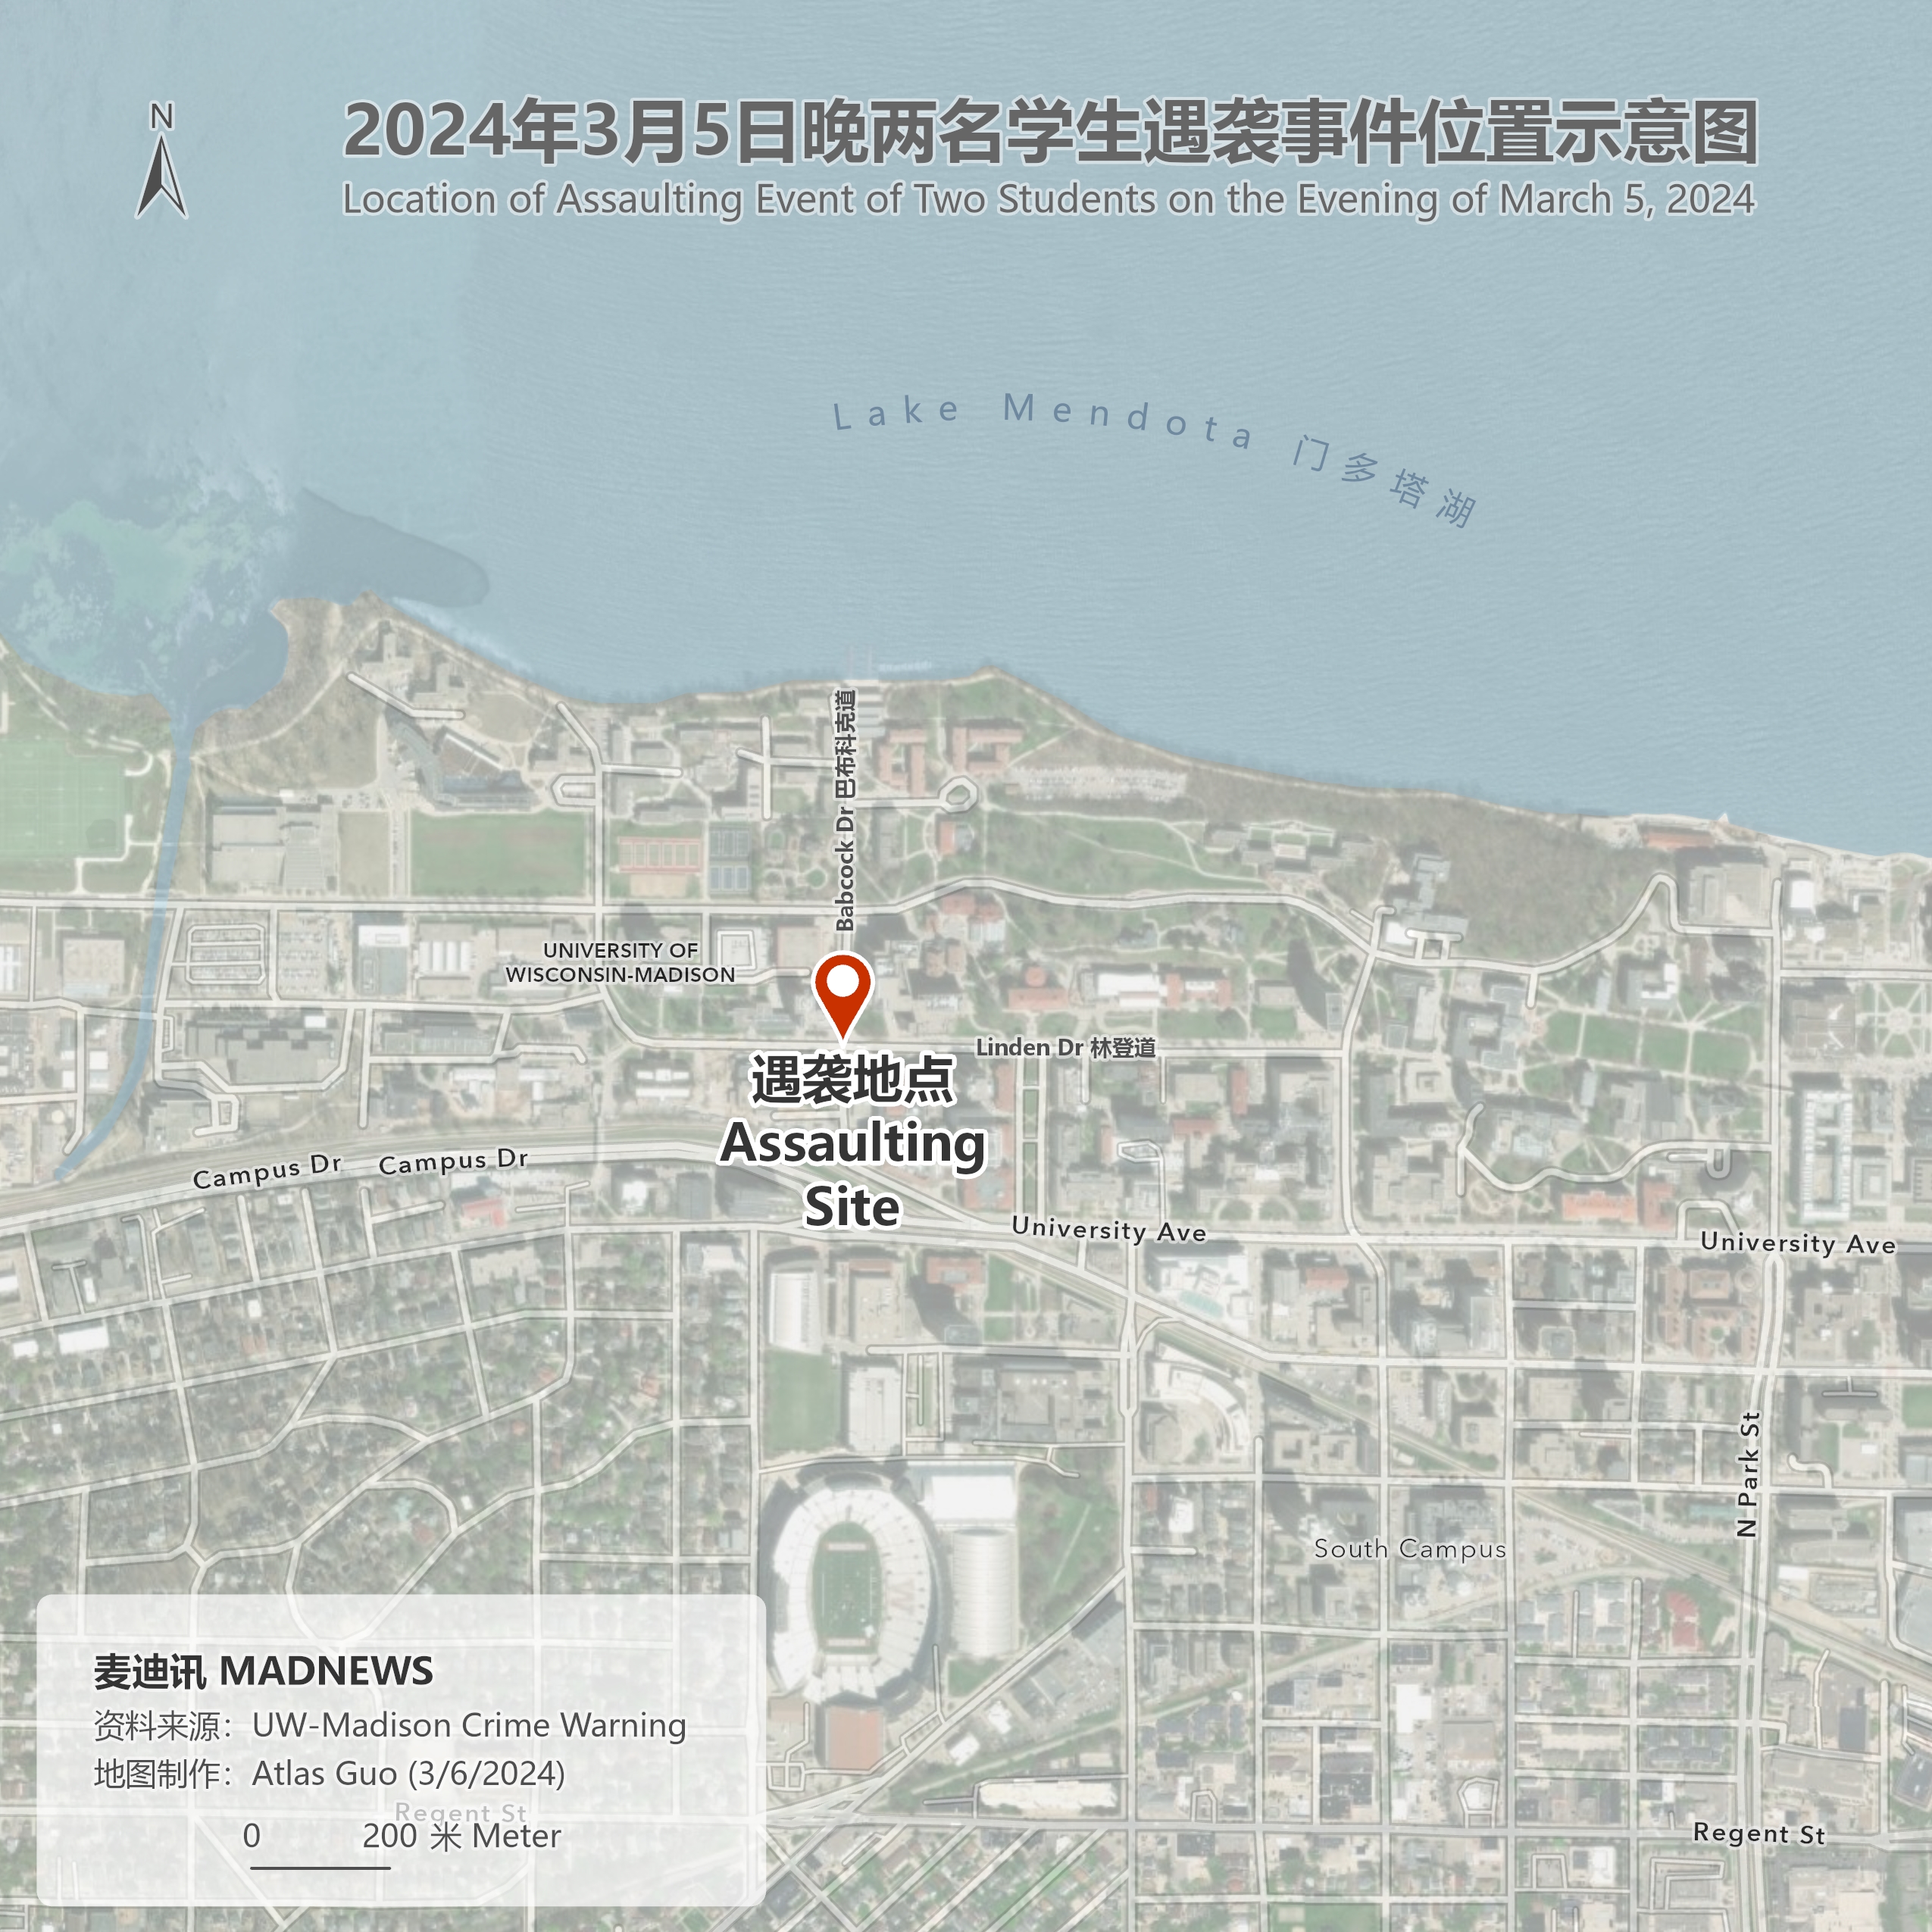 N
2024年3月5日晚两名学生遇袭事件位置示意图
Location of Assaulting Event of Two Students on the Evening of March 5, 2024
Lake Mendota 门多塔湖
Babcock Dr 巴布科克道
UNIVERSITY OF
WISCONSIN-MADISON
Linden Dr 林登道
遇袭地点
Assaulting
Site
Campus Dr
Campus Dr
University Ave
University Ave
N Park St
South Campus
麦迪讯 MADNEWS
资料来源：UW-Madison Crime Warning
地图制作：Atlas Guo (3/6/2024)
Regent St
0 200 米 Meter
Regent St